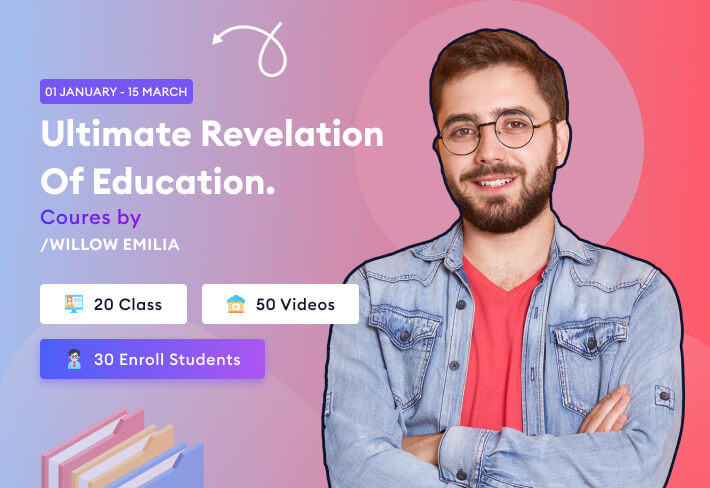 01 JANUARY - 15 MARCH
Ultimate Revelation
Of Education.
Coures by
/WILLOW EMILIA
20 Class
50 Videos
30 Enroll Students